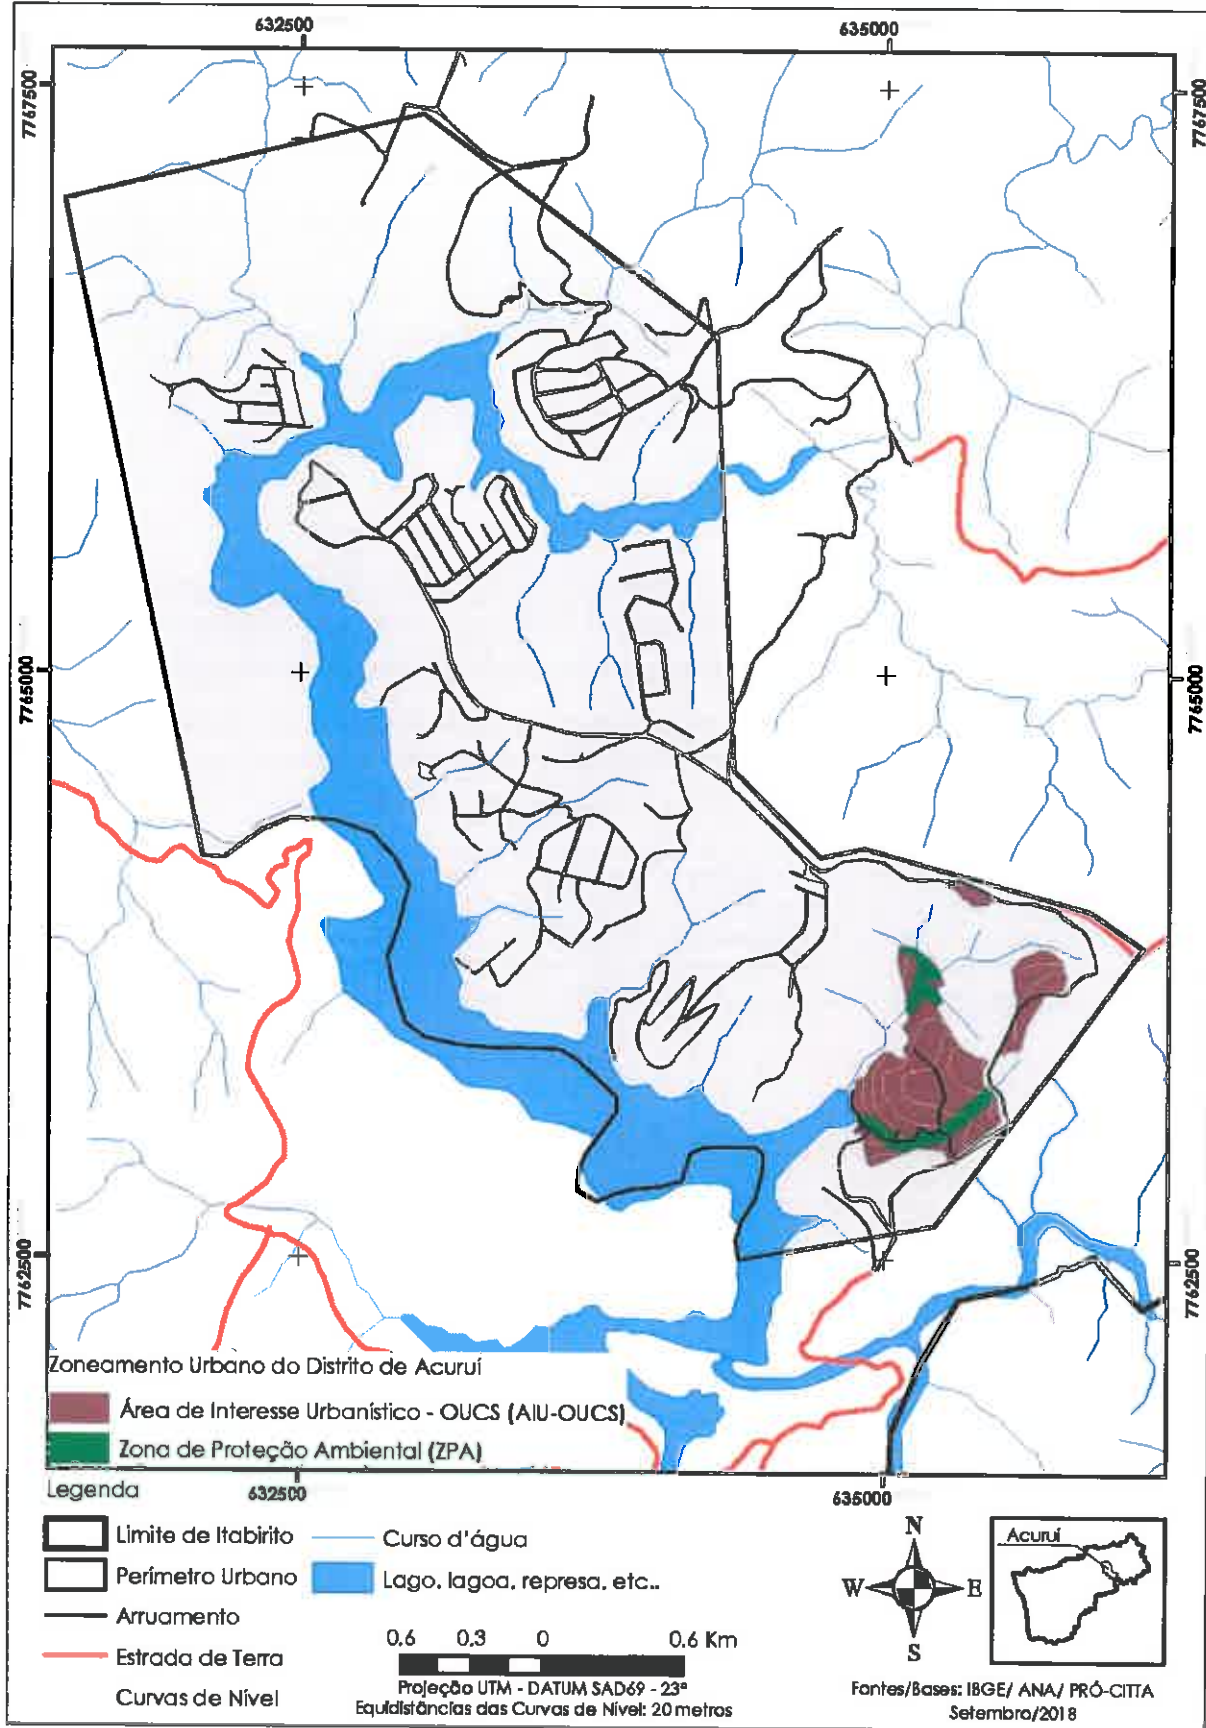 632500 635000
7767500 7767500
7765000 7765000
7762500 7762500
Zoneamento Urbano do Distrito de Acuruí
Área de Interesse Urbanístico - OUCS (AIU-OUCS)
Zona de Proteção Ambiental (ZPA)
632500 635000
Legenda
Limite de Itabirito
Perímetro Urbano
Arruamento
Estrada de Terra
Curvas de Nível
Curso d'água
Lago, lagoa, represa, etc..
0.6 0.3 0 0.6 Km
Projeção UTM - DATUM SAD69 - 23ª
Equidistâncias das Curvas de Nível: 20 metros
N
W E
S
Acuruí
Fontes/Bases: IBGE/ ANA/ PRÓ-CITTA
Setembro/2018